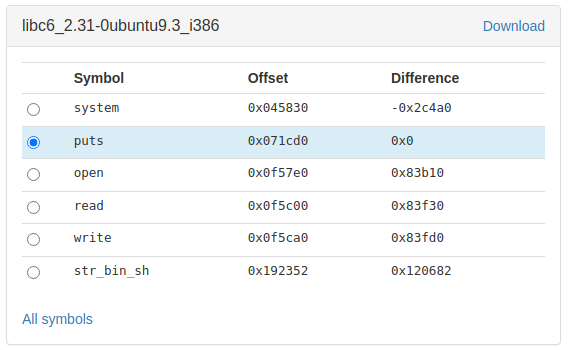 libc6_2.31-0ubuntu9.3_i386 Download
Symbol Offset Difference
system 0x045830 -0x2c4a0
puts 0x071cd0 0x0
open 0x0f57e0 0x83b10
read 0x0f5c00 0x83f30
write 0x0f5ca0 0x83fd0
str_bin_sh 0x192352 0x120682
All symbols